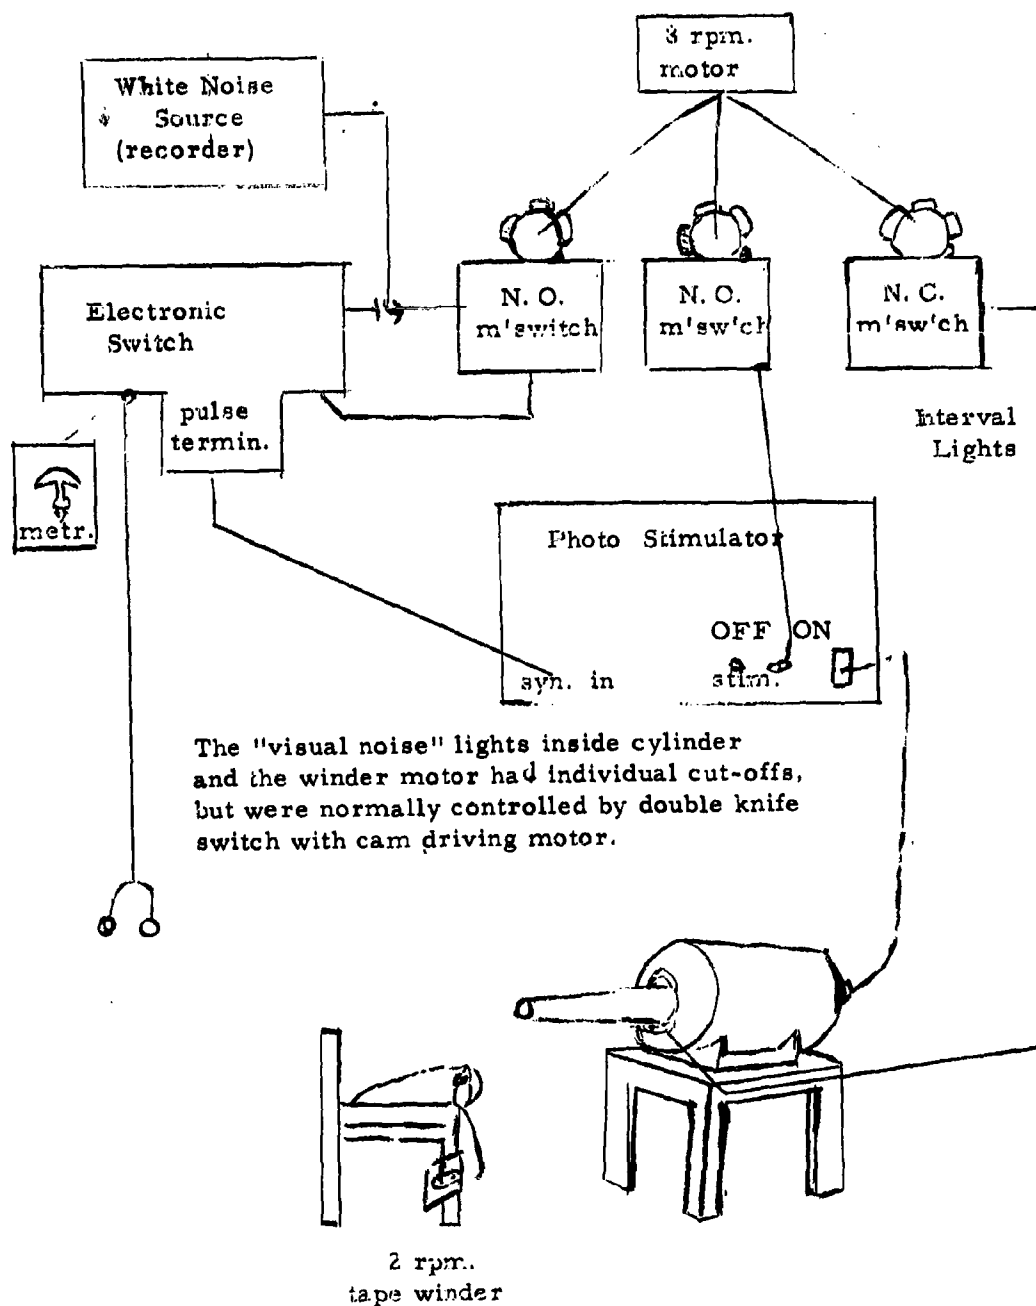 3 rpm.
motor
White Noise
Source
(recorder)
N. O.
m'switch
N. O.
m'sw'ch
N. C.
m'sw'ch
Electronic
Switch
pulse
termin.
Interval
Lights
metr.
Photo Stimulator
OFF ON
syn. in stim.
The "visual noise" lights inside cylinder
and the winder motor had individual cut-offs,
but were normally controlled by double knife
switch with cam driving motor.
2 rpm.
tape winder